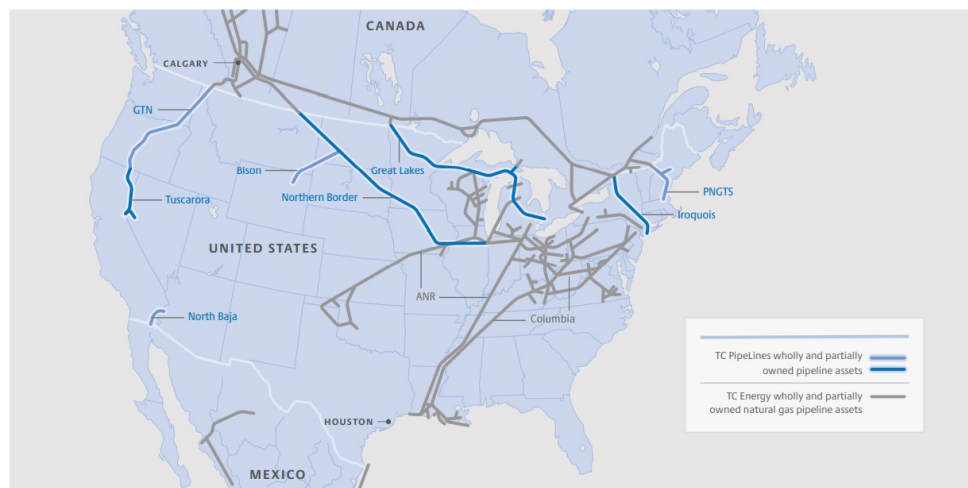 CANADA
CALGARY
GTN
Bison
Great Lakes
Northern Border
Tuscarora
PNGTS
Iroquois
UNITED STATES
ANR
North Baja
Columbia
TC PipeLines wholly and partially
owned pipeline assets
TC Energy wholly and partially
owned natural gas pipeline assets
HOUSTON
MEXICO